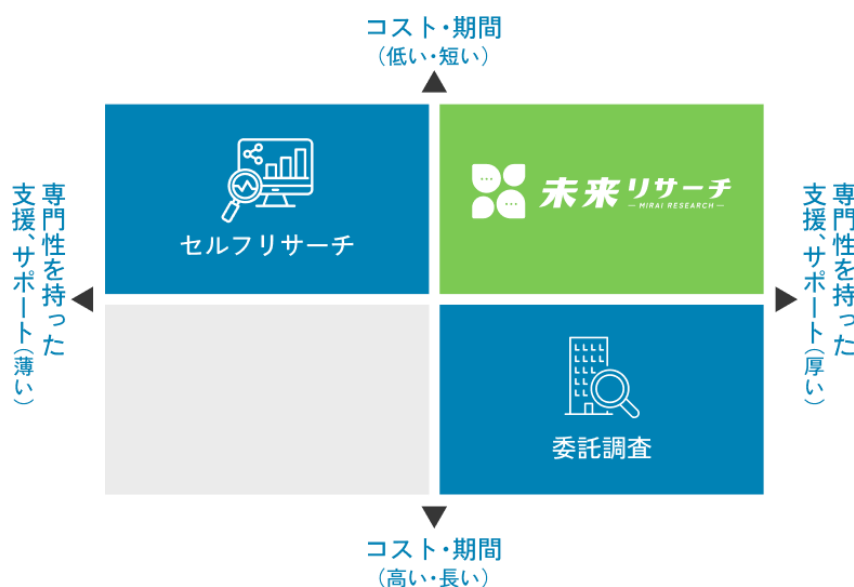 コスト・期間
（低い・短い）
専門性を持った
支援、サポート（薄い）
セルフリサーチ
未来リサーチ
MIRAI RESEARCH
専門性を持った
支援、サポート（厚い）
委託調査
コスト・期間
（高い・長い）